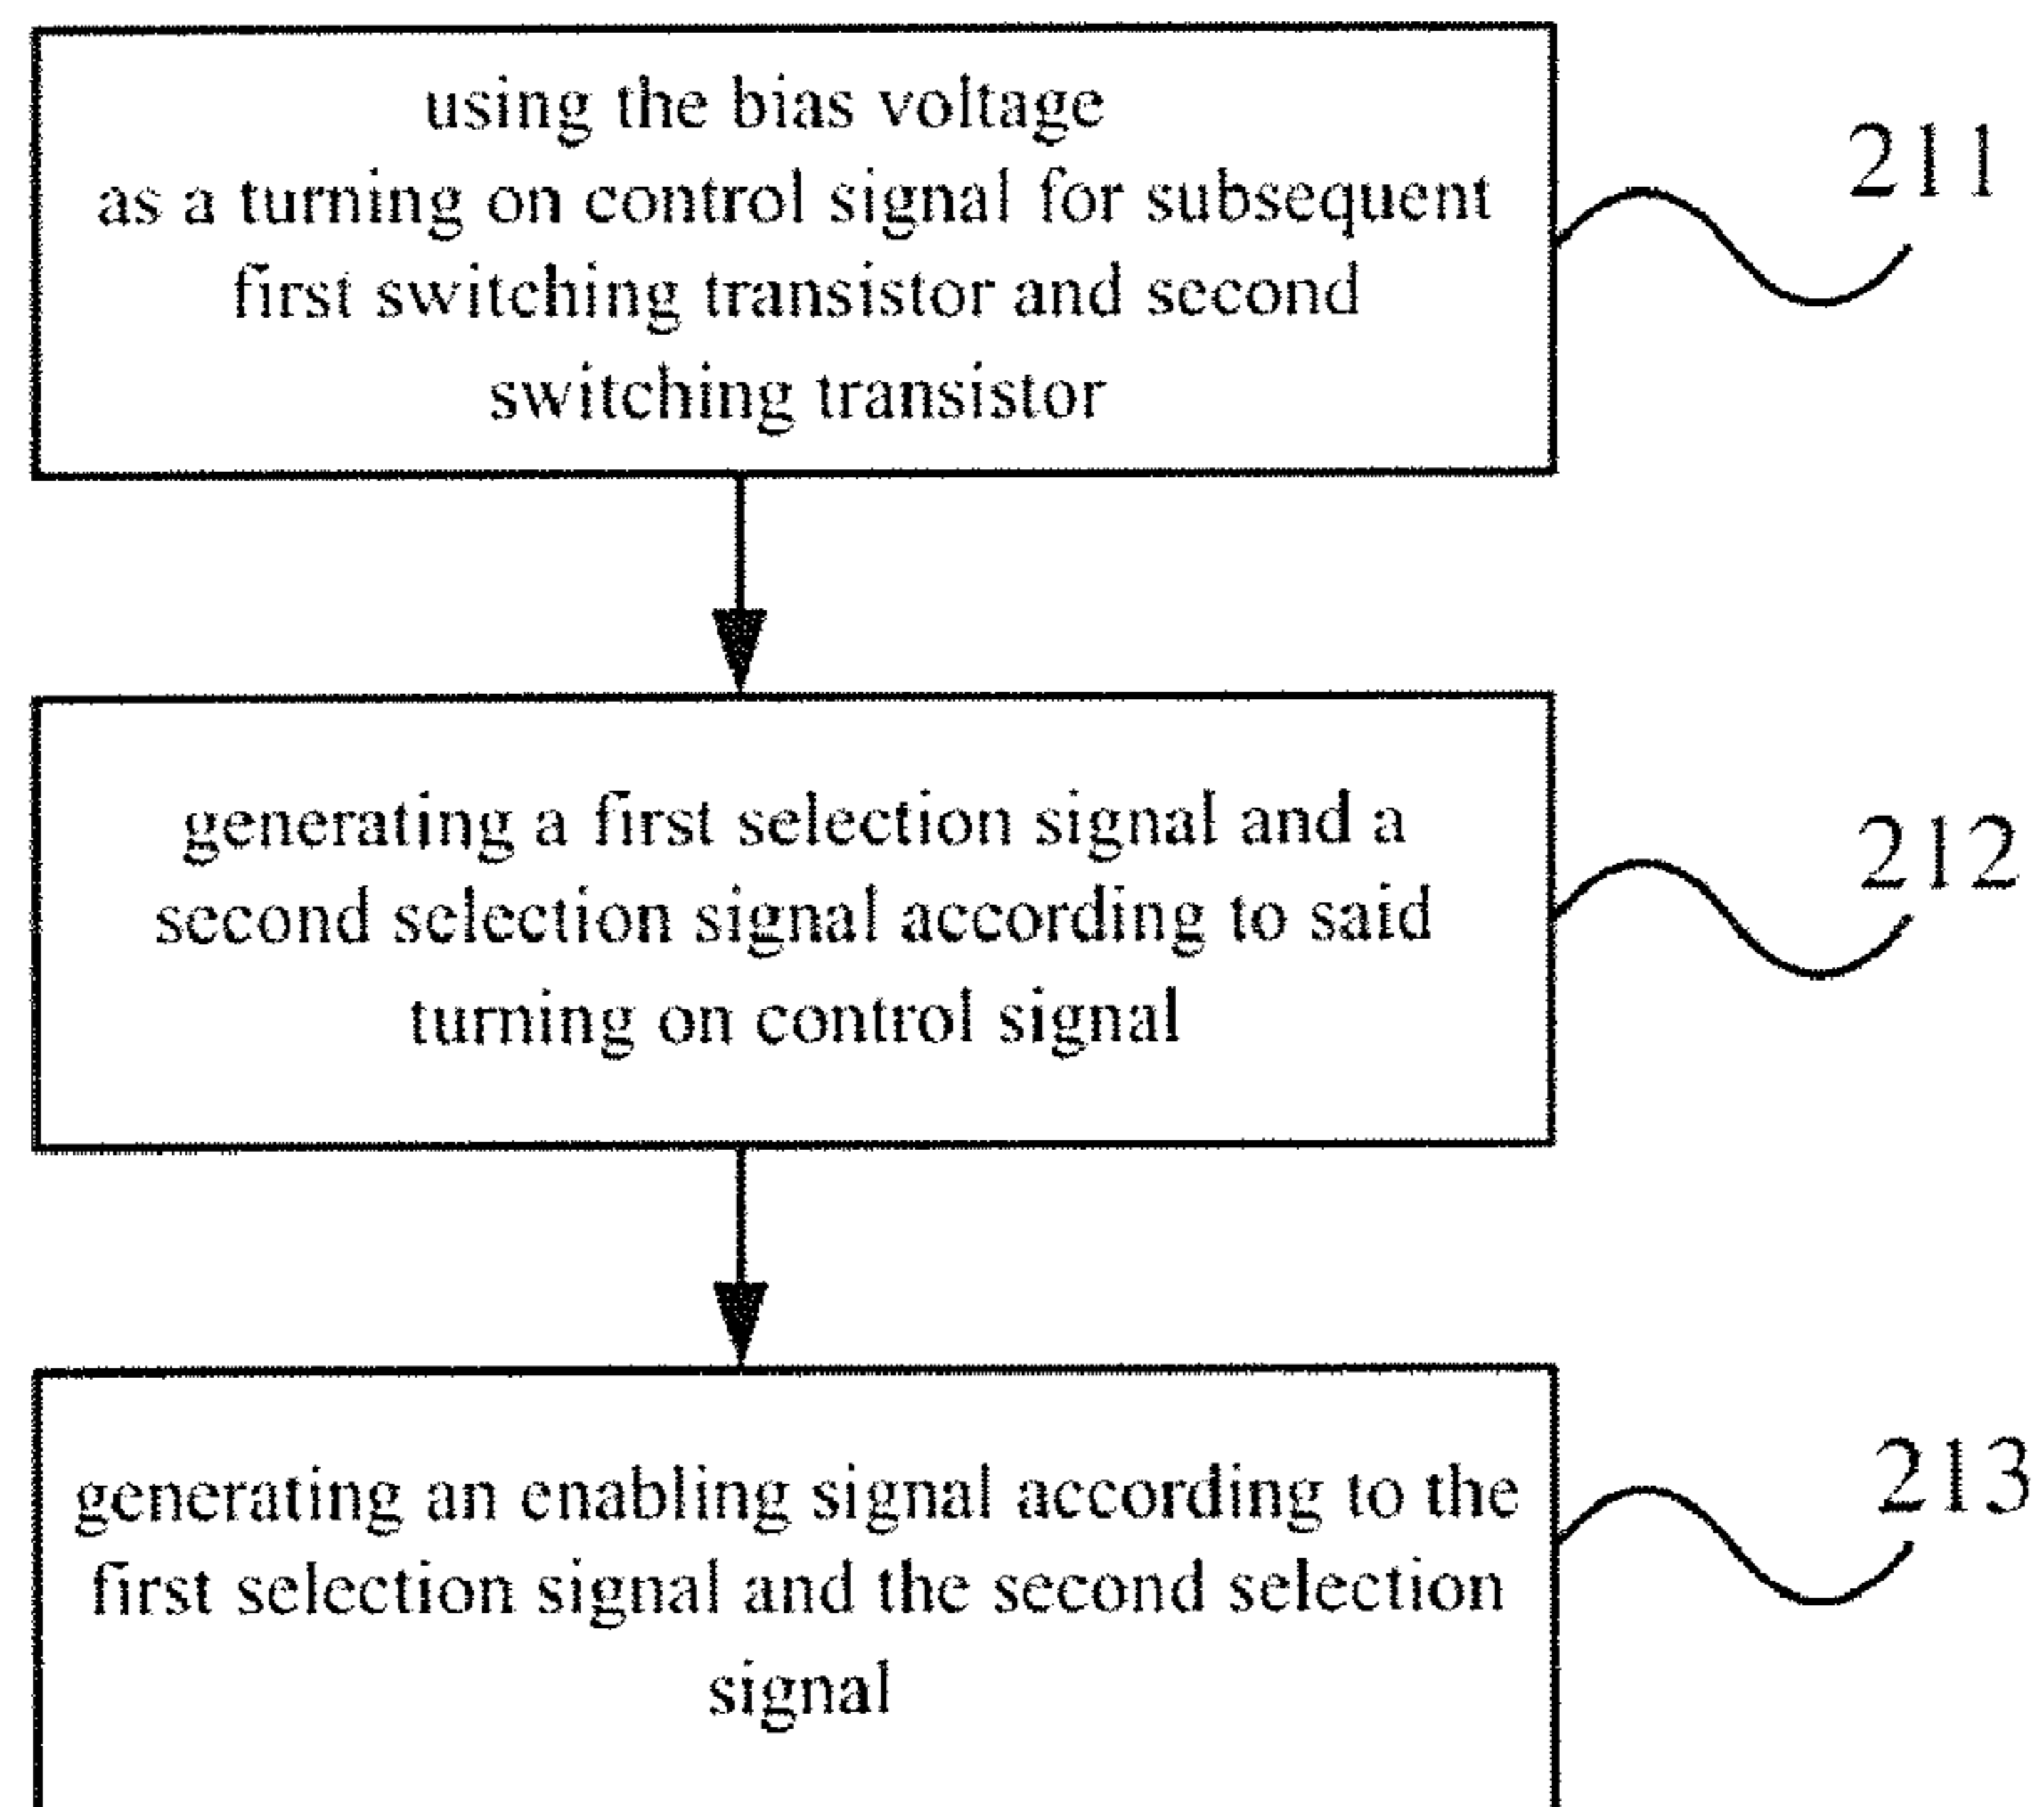 using the bias voltage
as a turning on control signal for subsequent
first switching transistor and second
switching transistor
211
generating a first selection signal and a
second selection signal according to said
turning on control signal
212
generating an enabling signal according to the
first selection signal and the second selection
signal
213